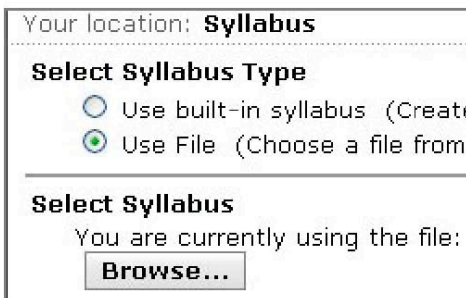 Your location: Syllabus
Select Syllabus Type
Use built-in syllabus (Create
Use File (Choose a file from
Select Syllabus
You are currently using the file:
Browse...